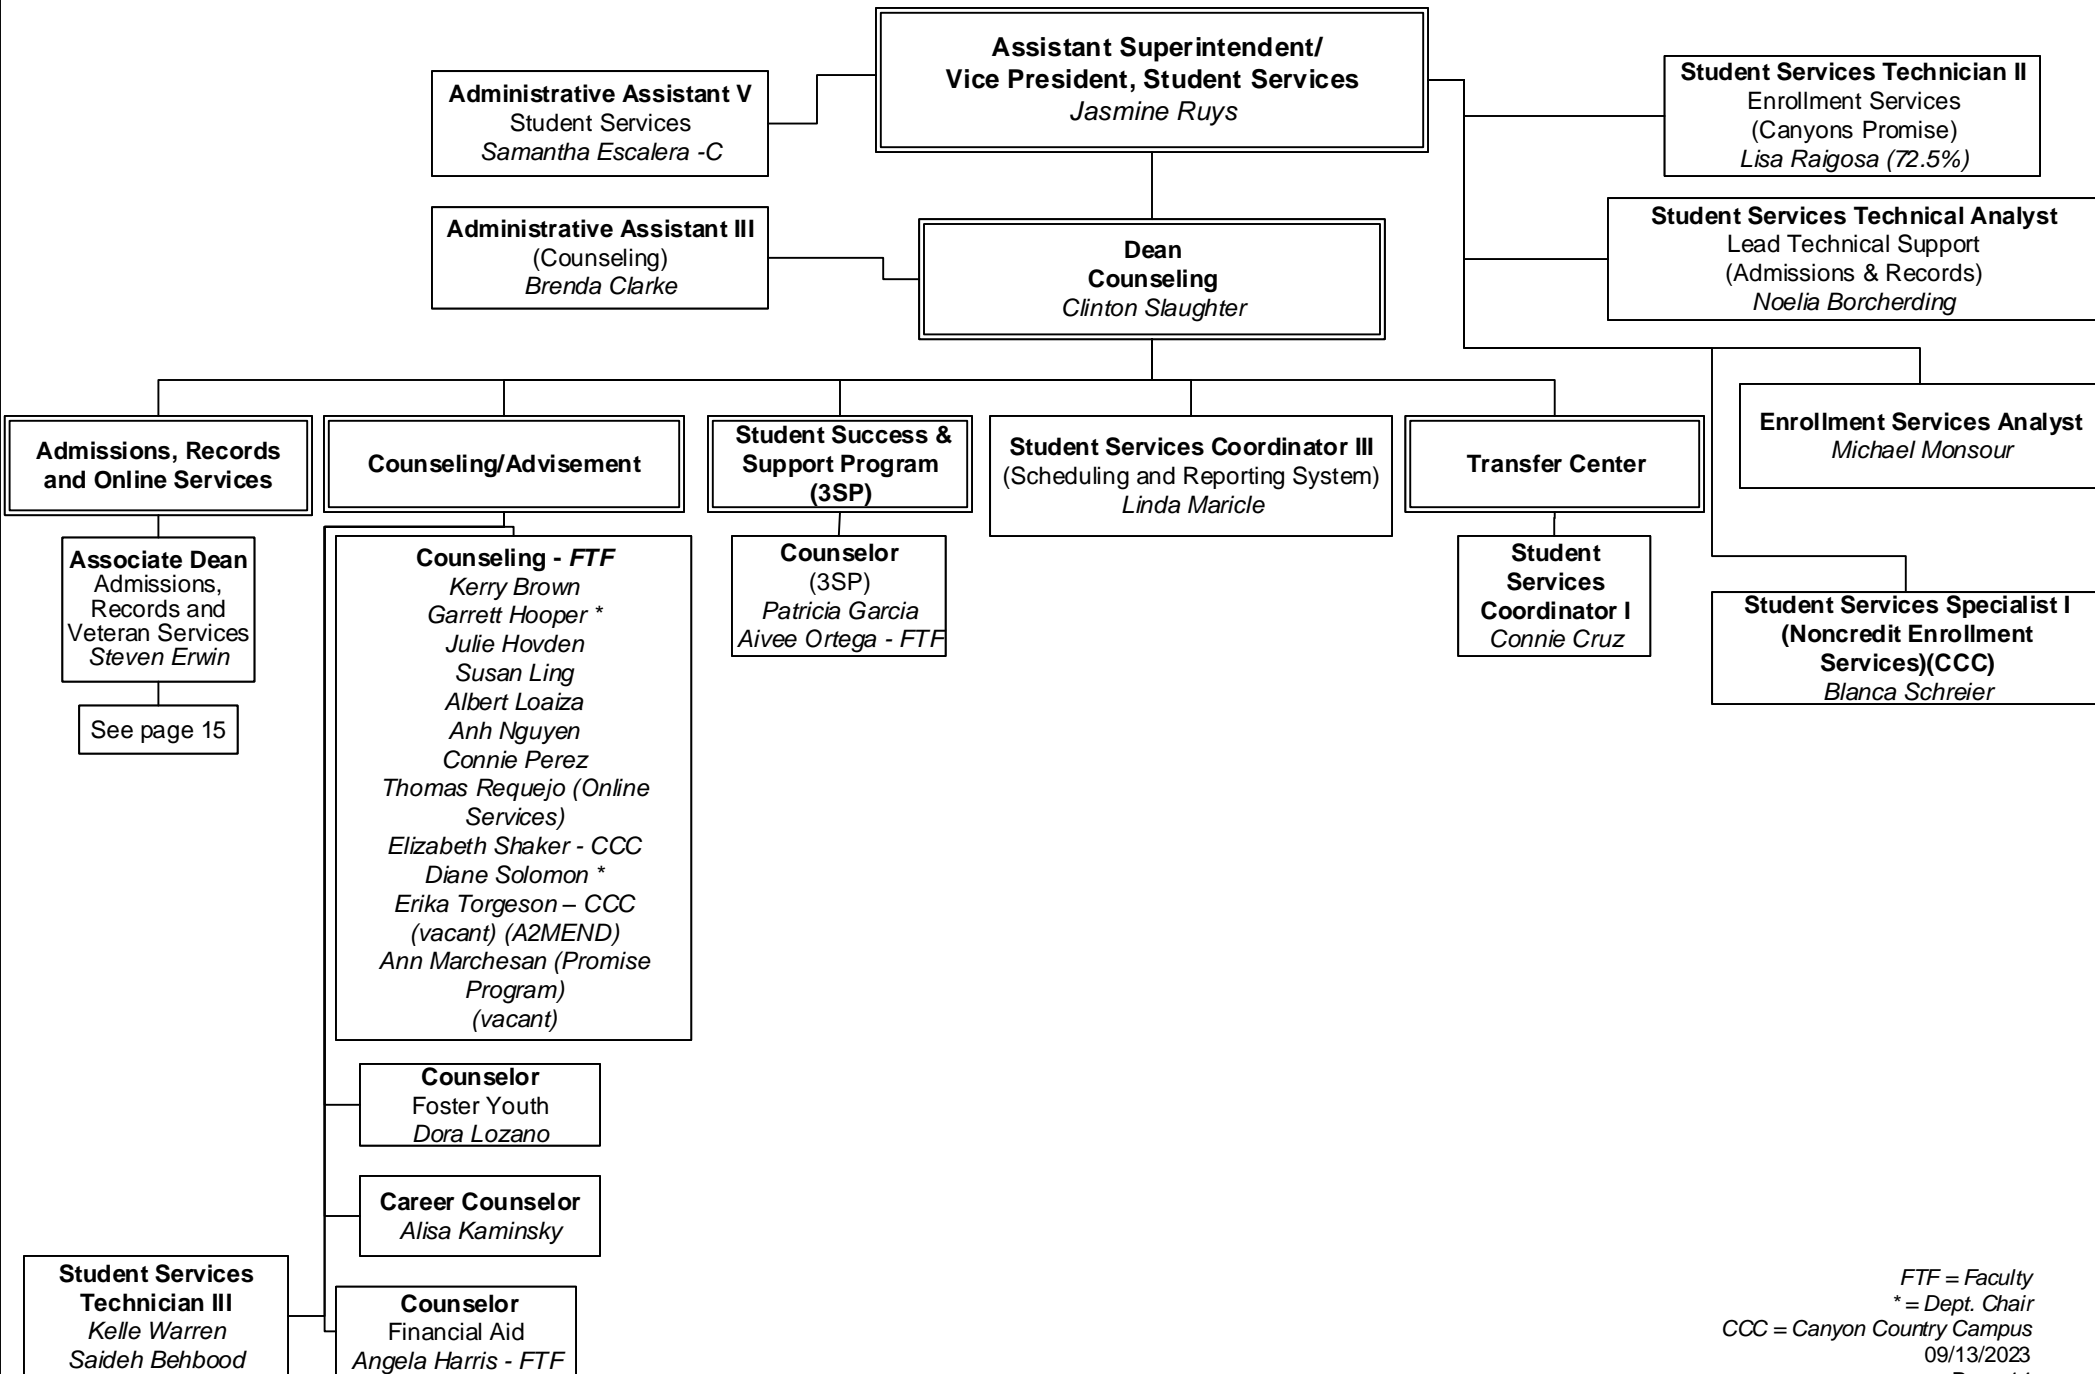 Assistant Superintendent/
Vice President, Student Services
Jasmine Ruys
Administrative Assistant V
Student Services
Samantha Escalera -C
Student Services Technician II
Enrollment Services
(Canyons Promise)
Lisa Raigosa (72.5%)
Administrative Assistant III
(Counseling)
Brenda Clarke
Dean
Counseling
Clinton Slaughter
Student Services Technical Analyst
Lead Technical Support
(Admissions & Records)
Noelia Borcherding
Enrollment Services Analyst
Michael Monsour
Student Services Specialist I
(Noncredit Enrollment
Services)(CCC)
Blanca Schreier
Admissions, Records
and Online Services
Associate Dean
Admissions,
Records and
Veteran Services
Steven Erwin
See page 15
Counseling/Advisement
Counseling - FTF
Kerry Brown
Garrett Hooper *
Julie Hovden
Susan Ling
Albert Loaiza
Anh Nguyen
Connie Perez
Thomas Requejo (Online
Services)
Elizabeth Shaker - CCC
Diane Solomon *
Erika Torgeson – CCC
(vacant) (A2MEND)
Ann Marchesan (Promise
Program)
(vacant)
Counselor
Foster Youth
Dora Lozano
Career Counselor
Alisa Kaminsky
Student Services
Technician III
Kelle Warren
Saideh Behbood
Counselor
Financial Aid
Angela Harris - FTF
Student Success &
Support Program
(3SP)
Counselor
(3SP)
Patricia Garcia
Aivee Ortega - FTF
Student Services Coordinator III
(Scheduling and Reporting System)
Linda Maricle
Transfer Center
Student
Services
Coordinator I
Connie Cruz
FTF = Faculty
* = Dept. Chair
CCC = Canyon Country Campus
09/13/2023